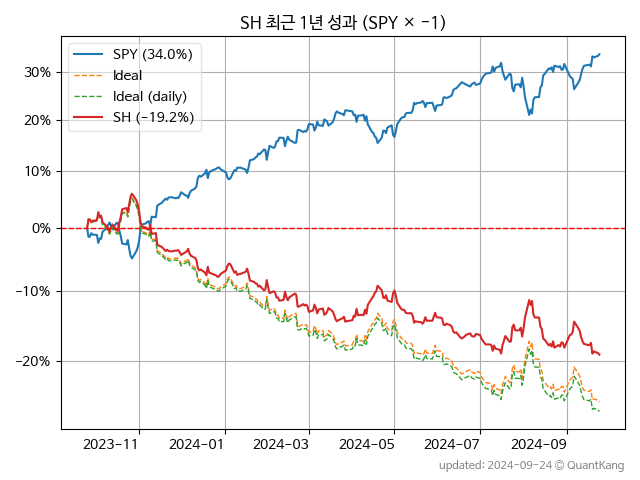 SH 최근 1년 성과 (SPY × −1)
SPY (34.0%)
Ideal
Ideal (daily)
SH (−19.2%)
30%
20%
10%
0%
−10%
−20%
2023−11
2024−01
2024−03
2024−05
2024−07
2024−09
updated: 2024−09−24 © QuantKang